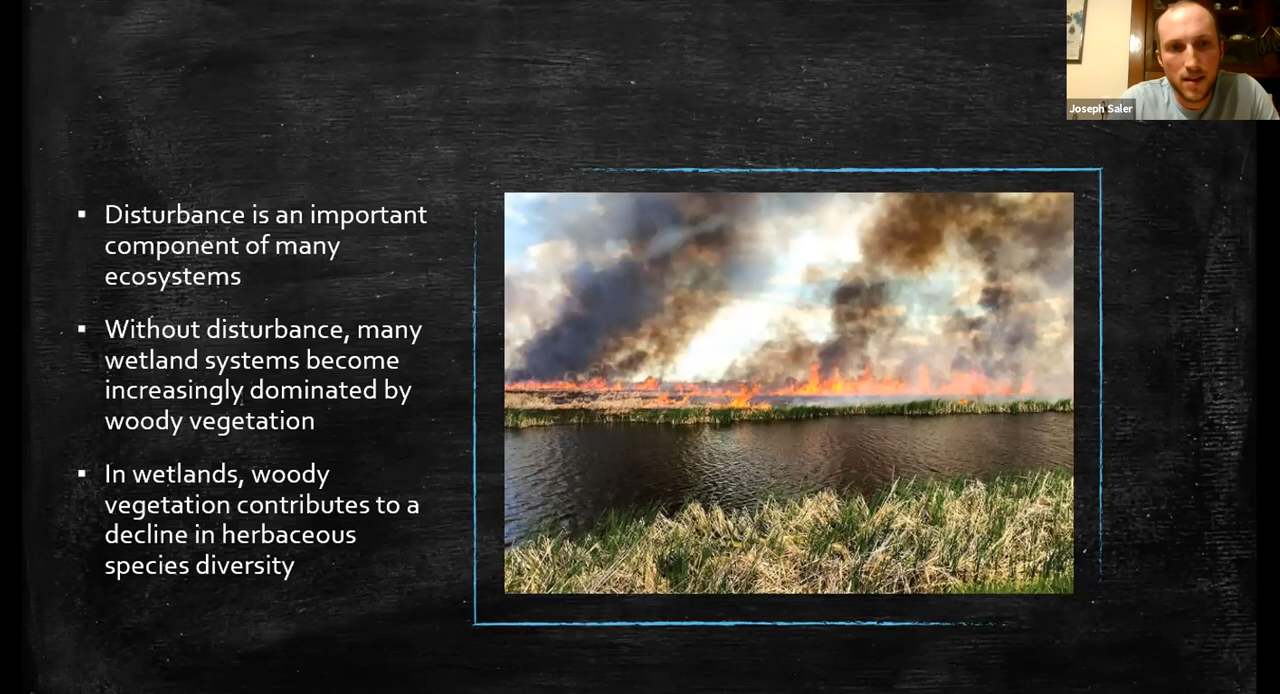 Joseph Saler
▪ Disturbance is an important
component of many
ecosystems
▪ Without disturbance, many
wetland systems become
increasingly dominated by
woody vegetation
▪ In wetlands, woody
vegetation contributes to a
decline in herbaceous
species diversity